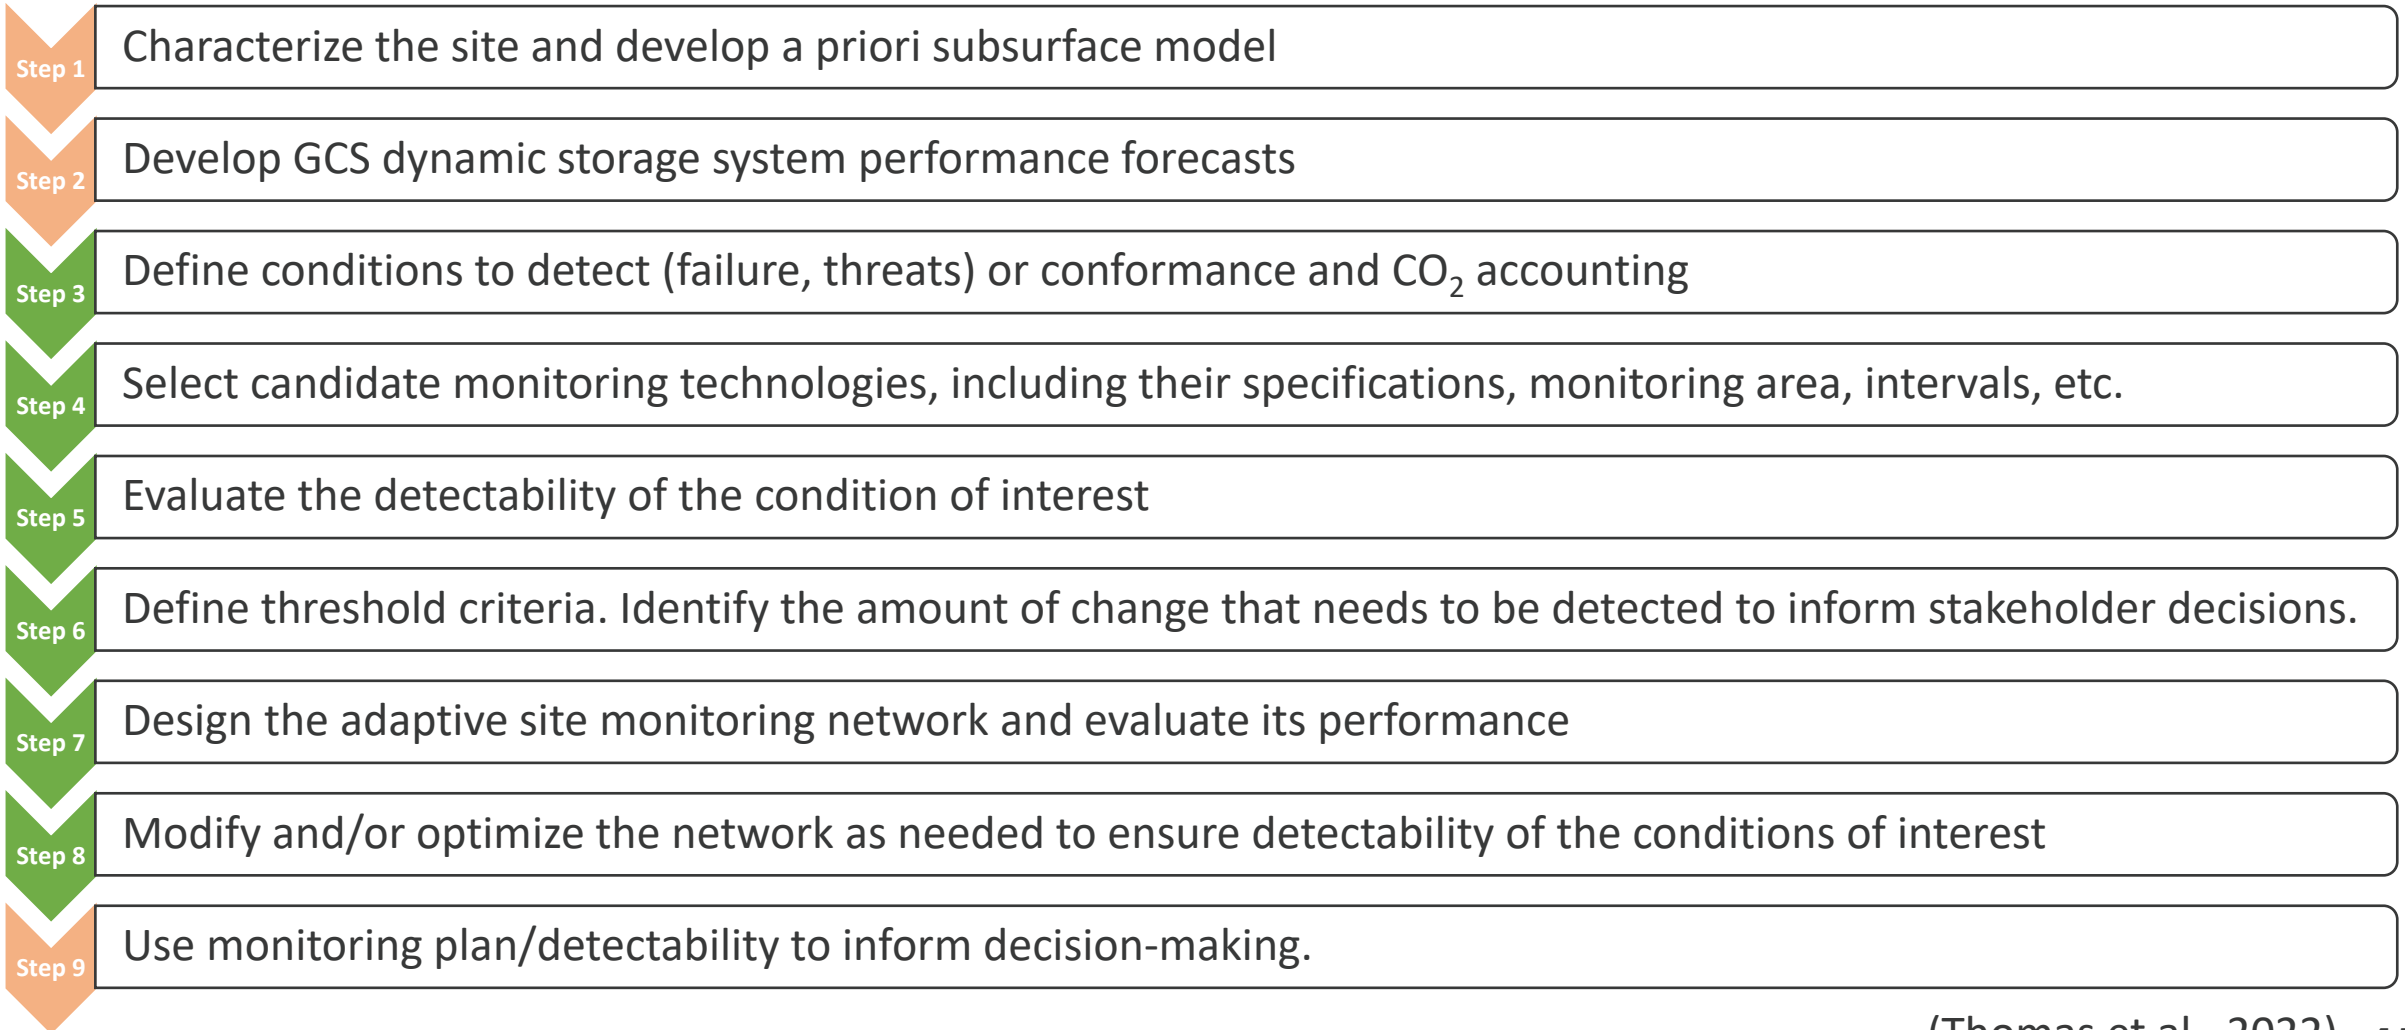 Step 1 Characterize the site and develop a priori subsurface model
Step 2 Develop GCS dynamic storage system performance forecasts
Step 3 Define conditions to detect (failure, threats) or conformance and CO₂ accounting
Step 4 Select candidate monitoring technologies, including their specifications, monitoring area, intervals, etc.
Step 5 Evaluate the detectability of the condition of interest
Step 6 Define threshold criteria. Identify the amount of change that needs to be detected to inform stakeholder decisions.
Step 7 Design the adaptive site monitoring network and evaluate its performance
Step 8 Modify and/or optimize the network as needed to ensure detectability of the conditions of interest
Step 9 Use monitoring plan/detectability to inform decision-making.
(Thomas et al., 2022)